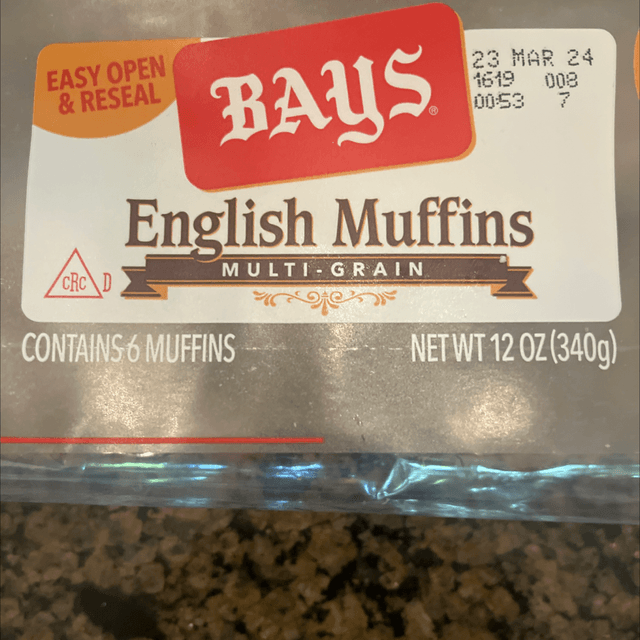 EASY OPEN
& RESEAL
BAYS®
23 MAR 24
1619 008
00:53 7
English Muffins
MULTI-GRAIN
CRC D
CONTAINS 6 MUFFINS
NET WT 12 OZ (340g)